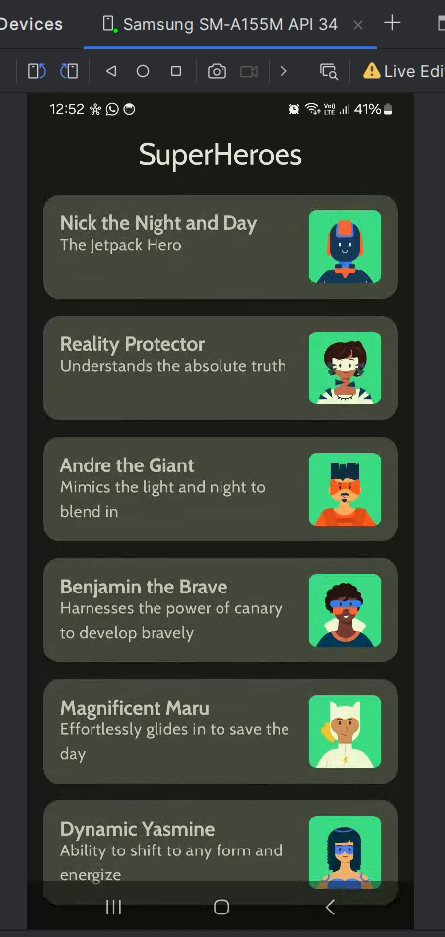 Devices
Samsung SM-A155M API 34
Live Edi
12:52
Vo)) LTE
41%
SuperHeroes
Nick the Night and Day
The Jetpack Hero
Reality Protector
Understands the absolute truth
Andre the Giant
Mimics the light and night to
blend in
Benjamin the Brave
Harnesses the power of canary
to develop bravely
Magnificent Maru
Effortlessly glides in to save the
day
Dynamic Yasmine
Ability to shift to any form and
energize